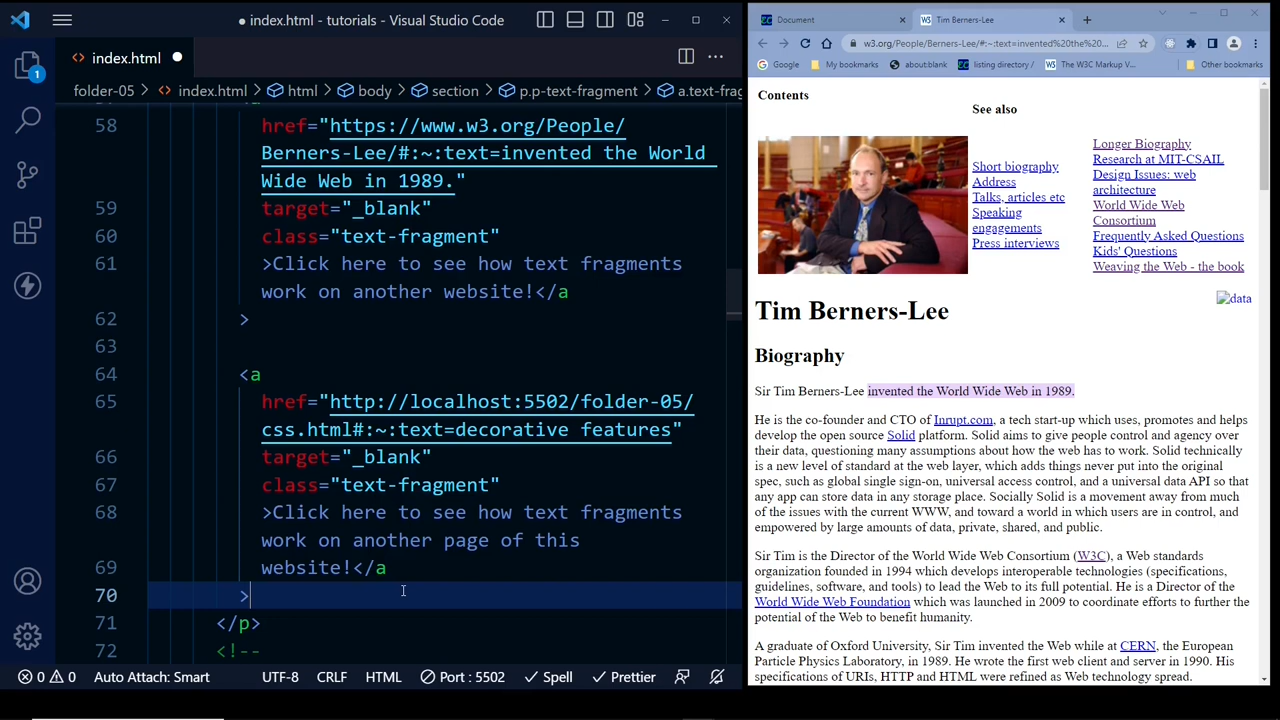 index.html - tutorials - Visual Studio Code
index.html
folder-05 > index.html > html > body > section > p.p-text-fragment > a.text-frag
1
58 href="https://www.w3.org/People/
Berners-Lee/#:~:text=invented the World
Wide Web in 1989."
59 target="_blank"
60 class="text-fragment"
61 >Click here to see how text fragments
work on another website!</a
62 >
63
64 <a
65 href="http://localhost:5502/folder-05/
css.html#:~:text=decorative features"
66 target="_blank"
67 class="text-fragment"
68 >Click here to see how text fragments
work on another page of this
69 website!</a
70 >
71 </p>
72 <!--
0 0 Auto Attach: Smart UTF-8 CRLF HTML Port : 5502 Spell Prettier
Document Tim Berners-Lee
w3.org/People/Berners-Lee/#:~:text=invented%20the%20...
Google My bookmarks about:blank listing directory / The W3C Markup V... Other bookmarks
Contents
See also
Short biography
Address
Talks, articles etc
Speaking
engagements
Press interviews
Longer Biography
Research at MIT-CSAIL
Design Issues: web
architecture
World Wide Web
Consortium
Frequently Asked Questions
Kids' Questions
Weaving the Web - the book
data
Tim Berners-Lee
Biography
Sir Tim Berners-Lee invented the World Wide Web in 1989.
He is the co-founder and CTO of Inrupt.com, a tech start-up which uses, promotes and helps
develop the open source Solid platform. Solid aims to give people control and agency over
their data, questioning many assumptions about how the web has to work. Solid technically
is a new level of standard at the web layer, which adds things never put into the original
spec, such as global single sign-on, universal access control, and a universal data API so that
any app can store data in any storage place. Socially Solid is a movement away from much
of the issues with the current WWW, and toward a world in which users are in control, and
empowered by large amounts of data, private, shared, and public.
Sir Tim is the Director of the World Wide Web Consortium (W3C), a Web standards
organization founded in 1994 which develops interoperable technologies (specifications,
guidelines, software, and tools) to lead the Web to its full potential. He is a Director of the
World Wide Web Foundation which was launched in 2009 to coordinate efforts to further the
potential of the Web to benefit humanity.
A graduate of Oxford University, Sir Tim invented the Web while at CERN, the European
Particle Physics Laboratory, in 1989. He wrote the first web client and server in 1990. His
specifications of URIs, HTTP and HTML were refined as Web technology spread.